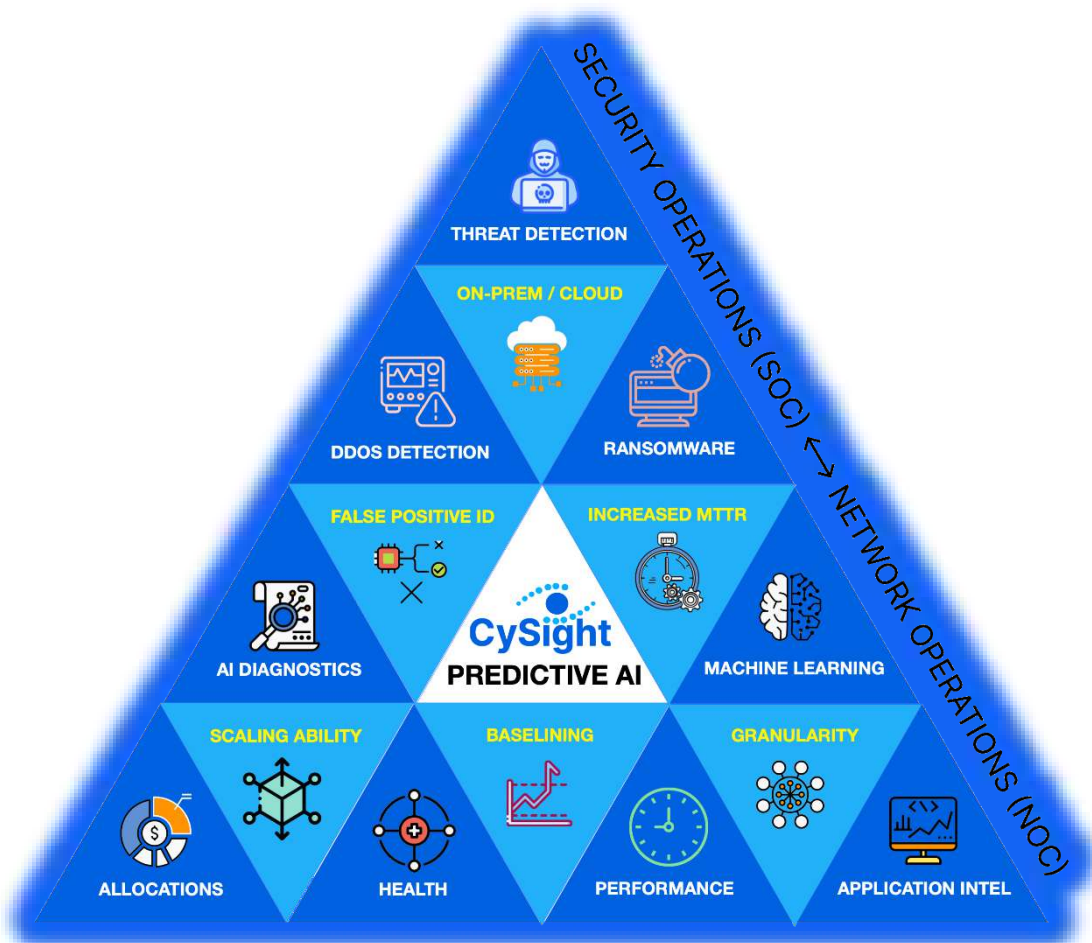 SECURITY OPERATIONS (SOC) ↔ NETWORK OPERATIONS (NOC)
THREAT DETECTION
ON-PREM / CLOUD
DDOS DETECTION
RANSOMWARE
FALSE POSITIVE ID
INCREASED MTTR
CySight
PREDICTIVE AI
AI DIAGNOSTICS
MACHINE LEARNING
SCALING ABILITY
BASELINING
GRANULARITY
ALLOCATIONS
HEALTH
PERFORMANCE
APPLICATION INTEL